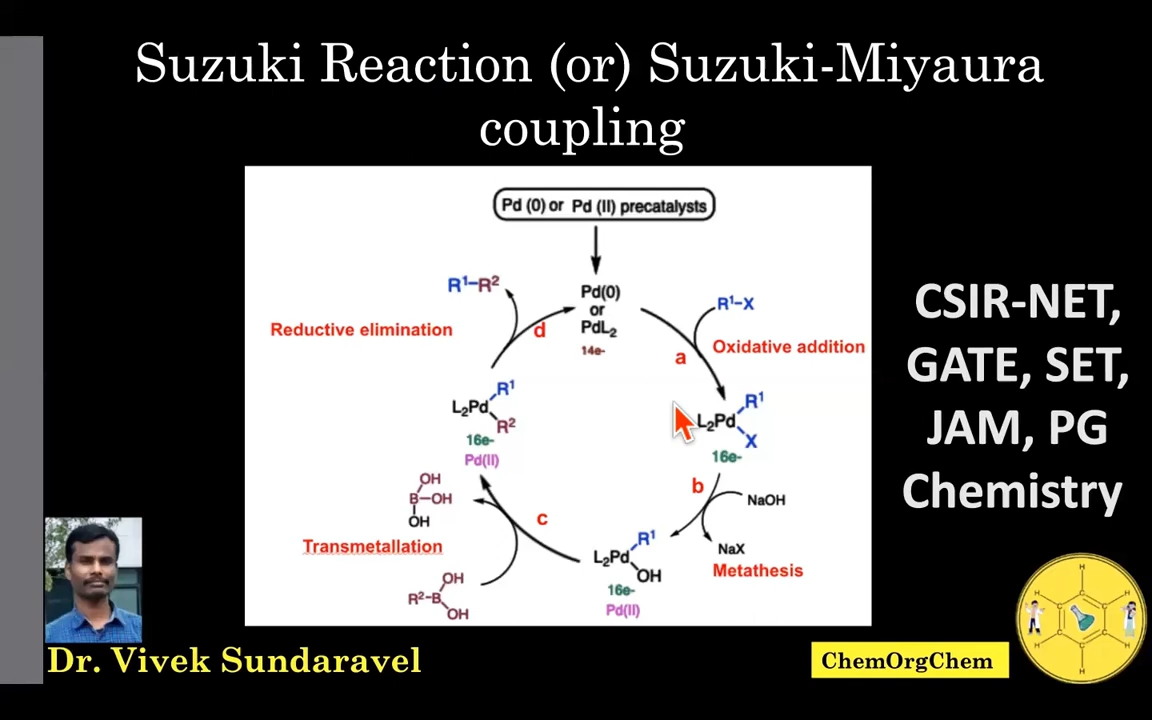 Suzuki Reaction (or) Suzuki-Miyaura
coupling
Pd (0) or Pd (II) precatalysts
Pd(0)
or
PdL₂
14e-
R¹–X
a
Oxidative addition
L₂Pd
R¹
X
16e-
b
NaOH
NaX
Metathesis
L₂Pd
R¹
OH
16e-
Pd(II)
c
Transmetallation
R²–B
OH
OH
OH
B–OH
OH
L₂Pd
R¹
R²
16e-
Pd(II)
d
Reductive elimination
R¹–R²
CSIR-NET,
GATE, SET,
JAM, PG
Chemistry
Dr. Vivek Sundaravel
ChemOrgChem
H
H
H
H
H
H
C
C
C
C
C
C